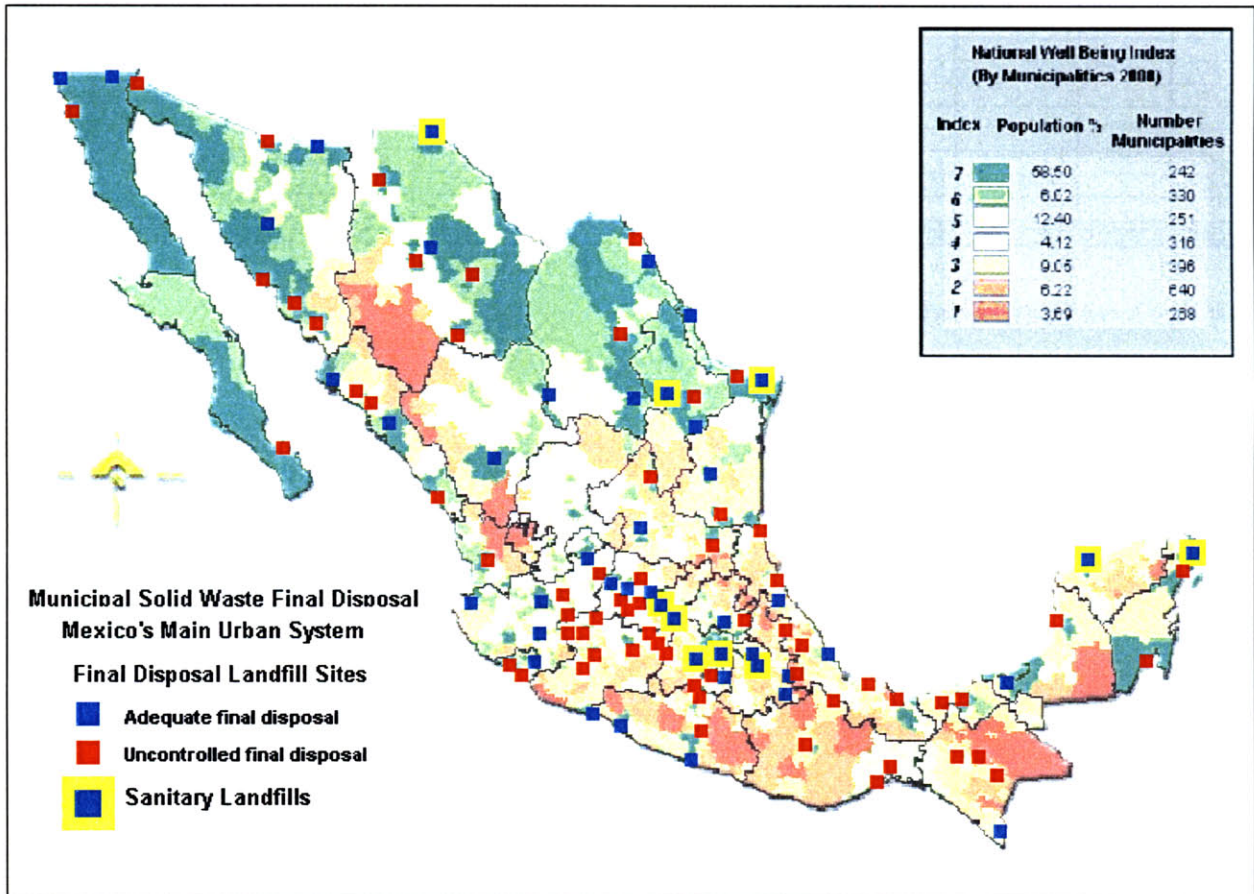 National Well Being Index
(By Municipalities 2000)
Index Population % Number
Municipalities
7 58.50 242
6 6.02 330
5 12.40 251
4 4.12 316
3 9.05 396
2 6.22 640
1 3.69 268
Municipal Solid Waste Final Disposal
Mexico's Main Urban System
Final Disposal Landfill Sites
Adequate final disposal
Uncontrolled final disposal
Sanitary Landfills